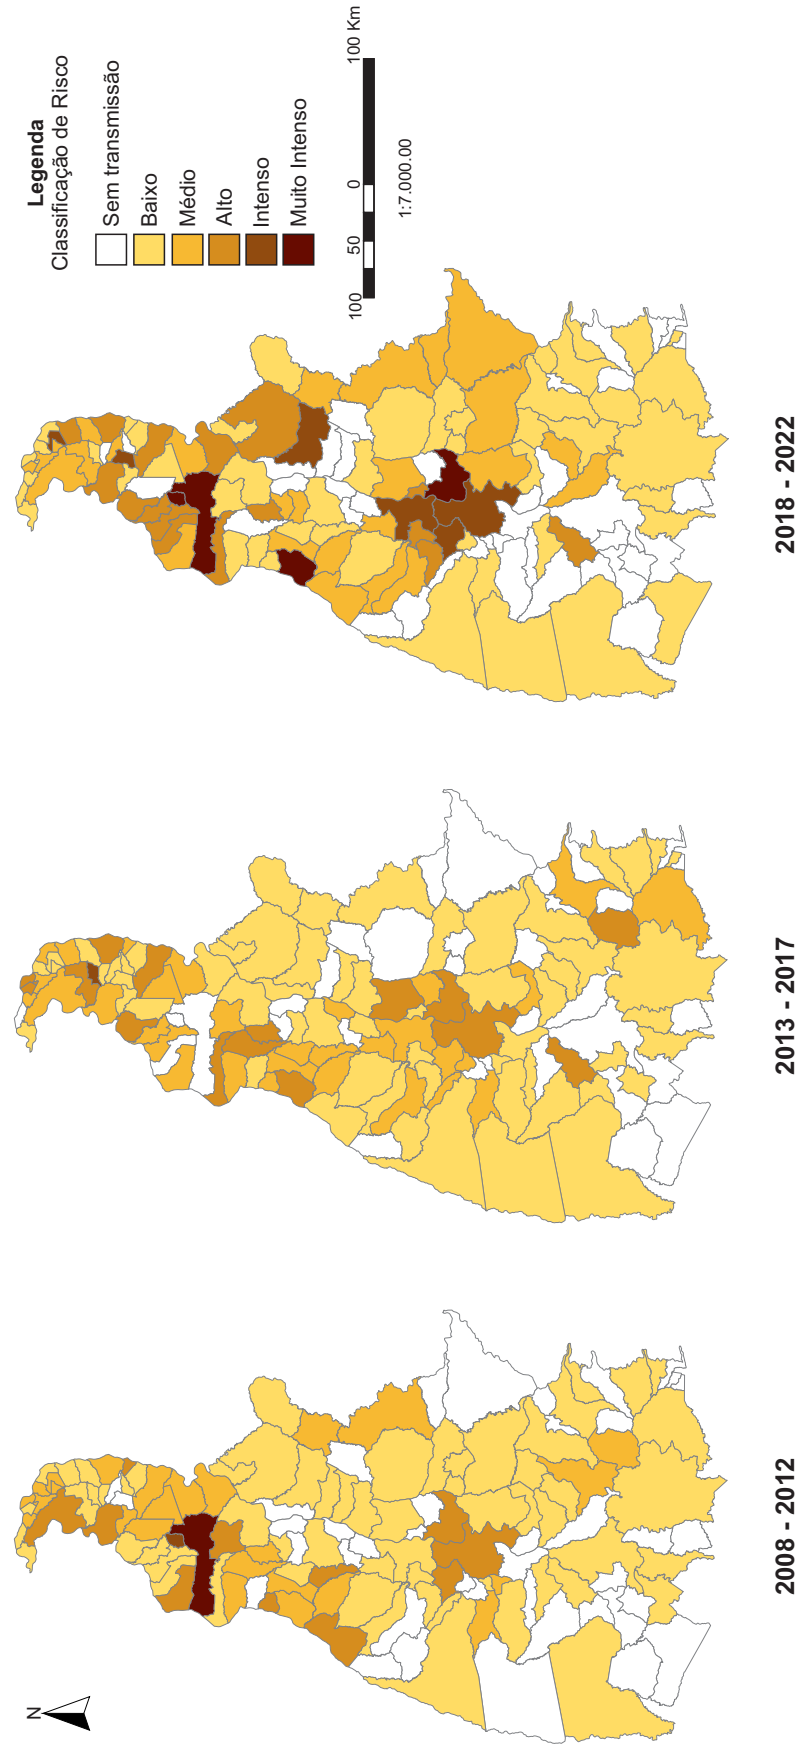 N
2008 - 2012
2013 - 2017
2018 - 2022
Legenda
Classificação de Risco
Sem transmissão
Baixo
Médio
Alto
Intenso
Muito Intenso
100 50 0 100 Km
1:7.000.00